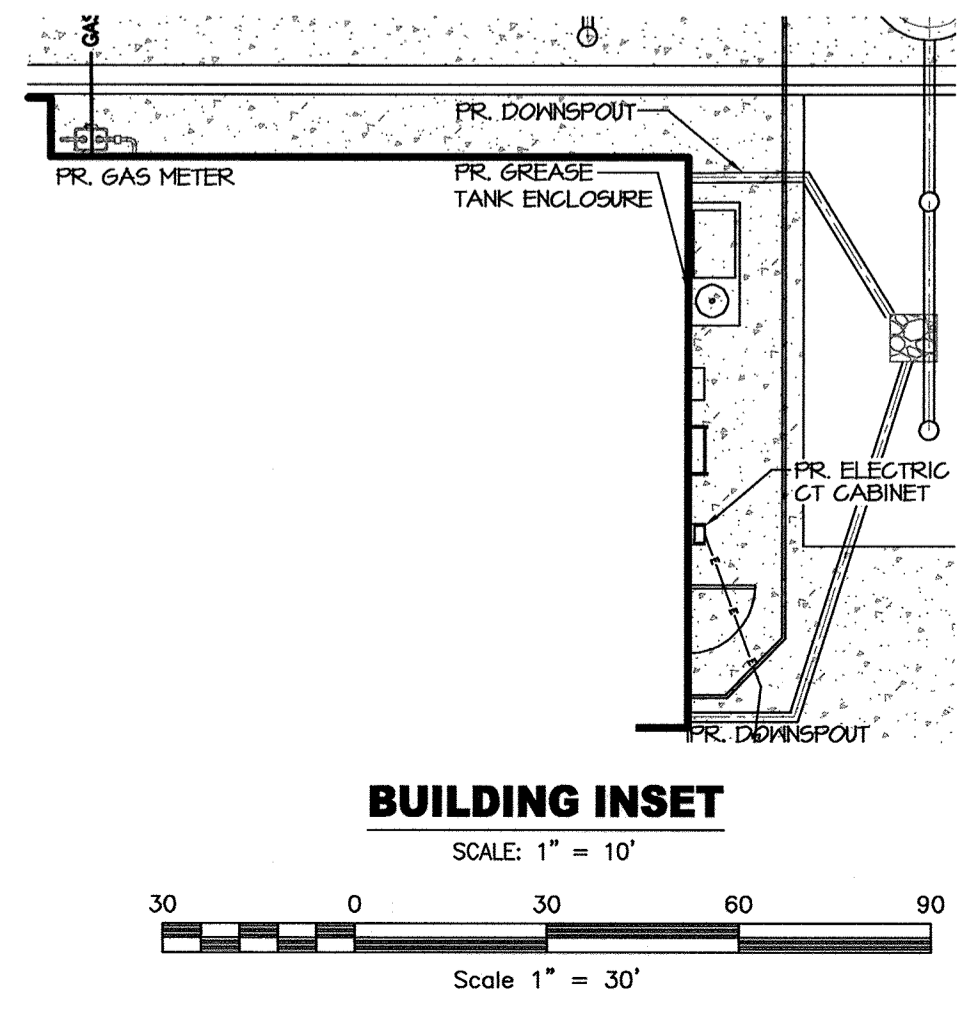 GAS
PR. DOWNSPOUT
PR. GAS METER
PR. GREASE
TANK ENCLOSURE
PR. ELECTRIC
CT CABINET
E
E
E
PR. DOWNSPOUT
BUILDING INSET
SCALE: 1" = 10'
30 0 30 60 90
Scale 1" = 30'